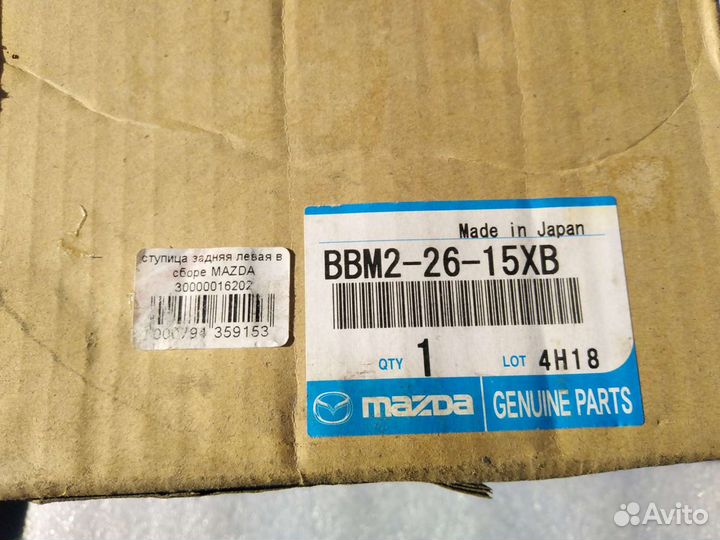 ступица задняя левая в
сборе MAZDA
30000016202
000794 359153
Made in Japan
BBM2-26-15XB
QTY 1 LOT 4H18
mazda GENUINE PARTS
Avito